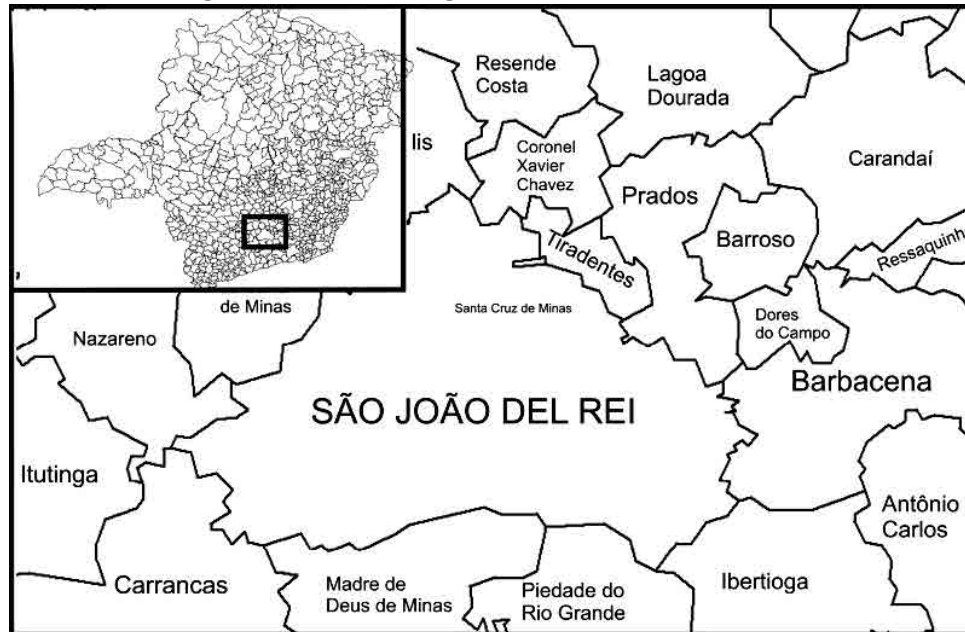 Resende
Costa
Lagoa
Dourada
lis
Coronel
Xavier
Chavez
Carandaí
Prados
Barroso
Tiradentes
Ressaquinh
de Minas
Santa Cruz de Minas
Dores
do Campo
Nazareno
Barbacena
SÃO JOÃO DEL REI
Itutinga
Antônio
Carlos
Carrancas
Madre de
Deus de Minas
Piedade do
Rio Grande
Ibertioga